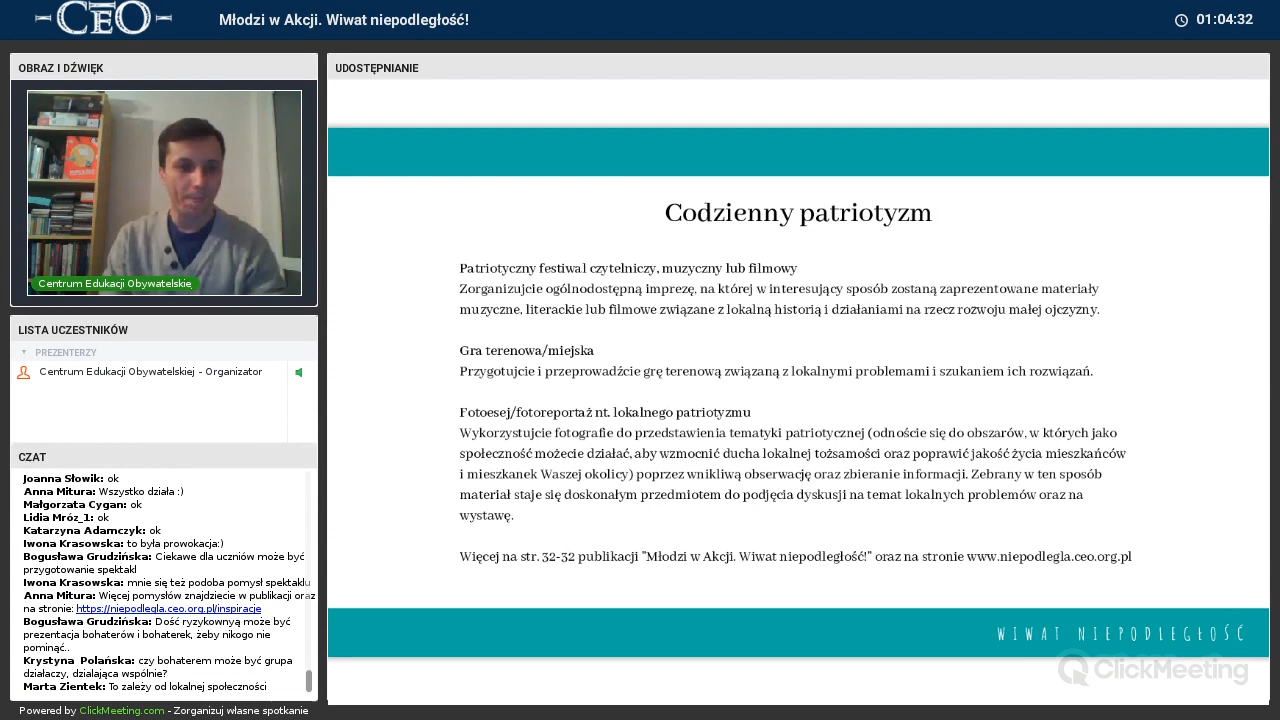 CEO
Młodzi w Akcji. Wiwat niepodległość!
01:04:32
OBRAZ I DŹWIĘK
Centrum Edukacji Obywatelskie
LISTA UCZESTNIKÓW
PREZENTERZY
Centrum Edukacji Obywatelskiej - Organizator
CZAT
Joanna Słowik: ok
Anna Mitura: Wszystko działa :)
Małgorzata Cygan: ok
Lidia Mróz_1: ok
Katarzyna Adamczyk: ok
Iwona Krasowska: to była prowokacja:)
Bogusława Grudzińska: Ciekawe dla uczniów może być
przygotowanie spektakl
Iwona Krasowska: mnie się też podoba pomysł spektaklu
Anna Mitura: Więcej pomysłów znajdziecie w publikacji oraz
na stronie: https://niepodlegla.ceo.org.pl/inspiracje
Bogusława Grudzińska: Dość ryzykownyą może być
prezentacja bohaterów i bohaterek, żeby nikogo nie
pominąć..
Krystyna Polańska: czy bohaterem może być grupa
działaczy, dzialająca wspólnie?
Marta Zientek: To zależy od lokalnej społeczności
Powered by ClickMeeting.com - Zorganizuj własne spotkanie
UDOSTĘPNIANIE
Codzienny patriotyzm
Patriotyczny festiwal czytelniczy, muzyczny lub filmowy
Zorganizujcie ogólnodostępną imprezę, na której w interesujący sposób zostaną zaprezentowane materiały
muzyczne, literackie lub filmowe związane z lokalną historią i działaniami na rzecz rozwoju małej ojczyzny.
Gra terenowa/miejska
Przygotujcie i przeprowadźcie grę terenową związaną z lokalnymi problemami i szukaniem ich rozwiązań.
Fotoesej/fotoreportaż nt. lokalnego patriotyzmu
Wykorzystujcie fotografie do przedstawienia tematyki patriotycznej (odnoście się do obszarów, w których jako
społeczność możecie działać, aby wzmocnić ducha lokalnej tożsamości oraz poprawić jakość życia mieszkańców
i mieszkanek Waszej okolicy) poprzez wnikliwą obserwację oraz zbieranie informacji. Zebrany w ten sposób
materiał staje się doskonałym przedmiotem do podjęcia dyskusji na temat lokalnych problemów oraz na
wystawę.
Więcej na str. 32-32 publikacji "Młodzi w Akcji. Wiwat niepodległość!" oraz na stronie www.niepodlegla.ceo.org.pl
WIWAT NIEPODLEGŁOŚĆ
ClickMeeting